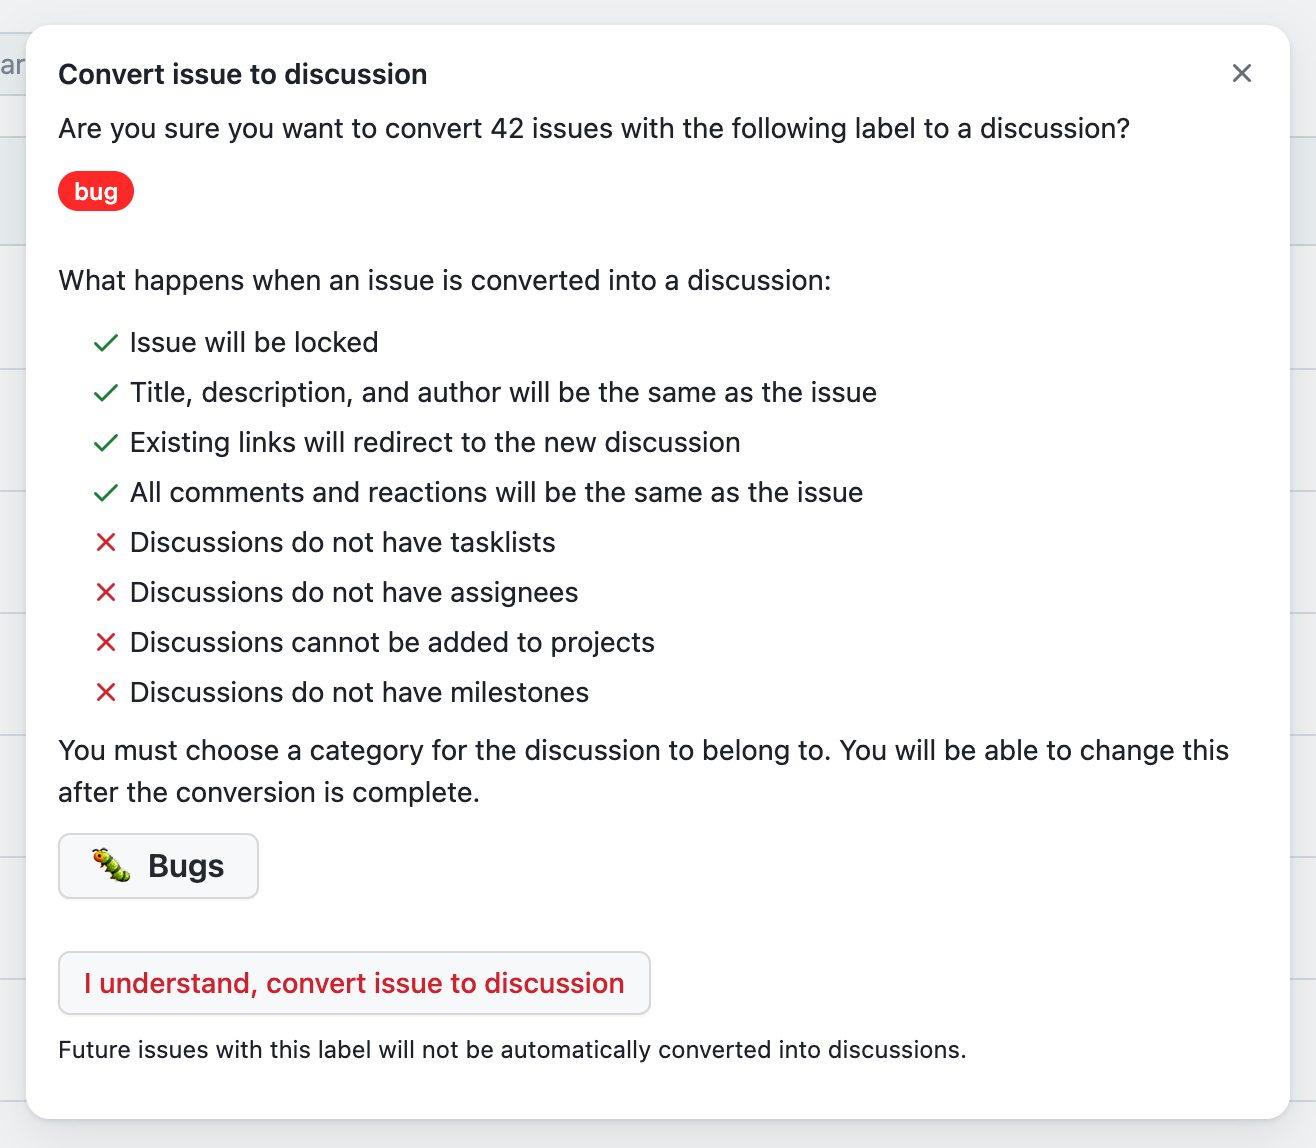 ar
Convert issue to discussion
Are you sure you want to convert 42 issues with the following label to a discussion?
bug
What happens when an issue is converted into a discussion:
Issue will be locked
Title, description, and author will be the same as the issue
Existing links will redirect to the new discussion
All comments and reactions will be the same as the issue
Discussions do not have tasklists
Discussions do not have assignees
Discussions cannot be added to projects
Discussions do not have milestones
You must choose a category for the discussion to belong to. You will be able to change this
after the conversion is complete.
Bugs
I understand, convert issue to discussion
Future issues with this label will not be automatically converted into discussions.